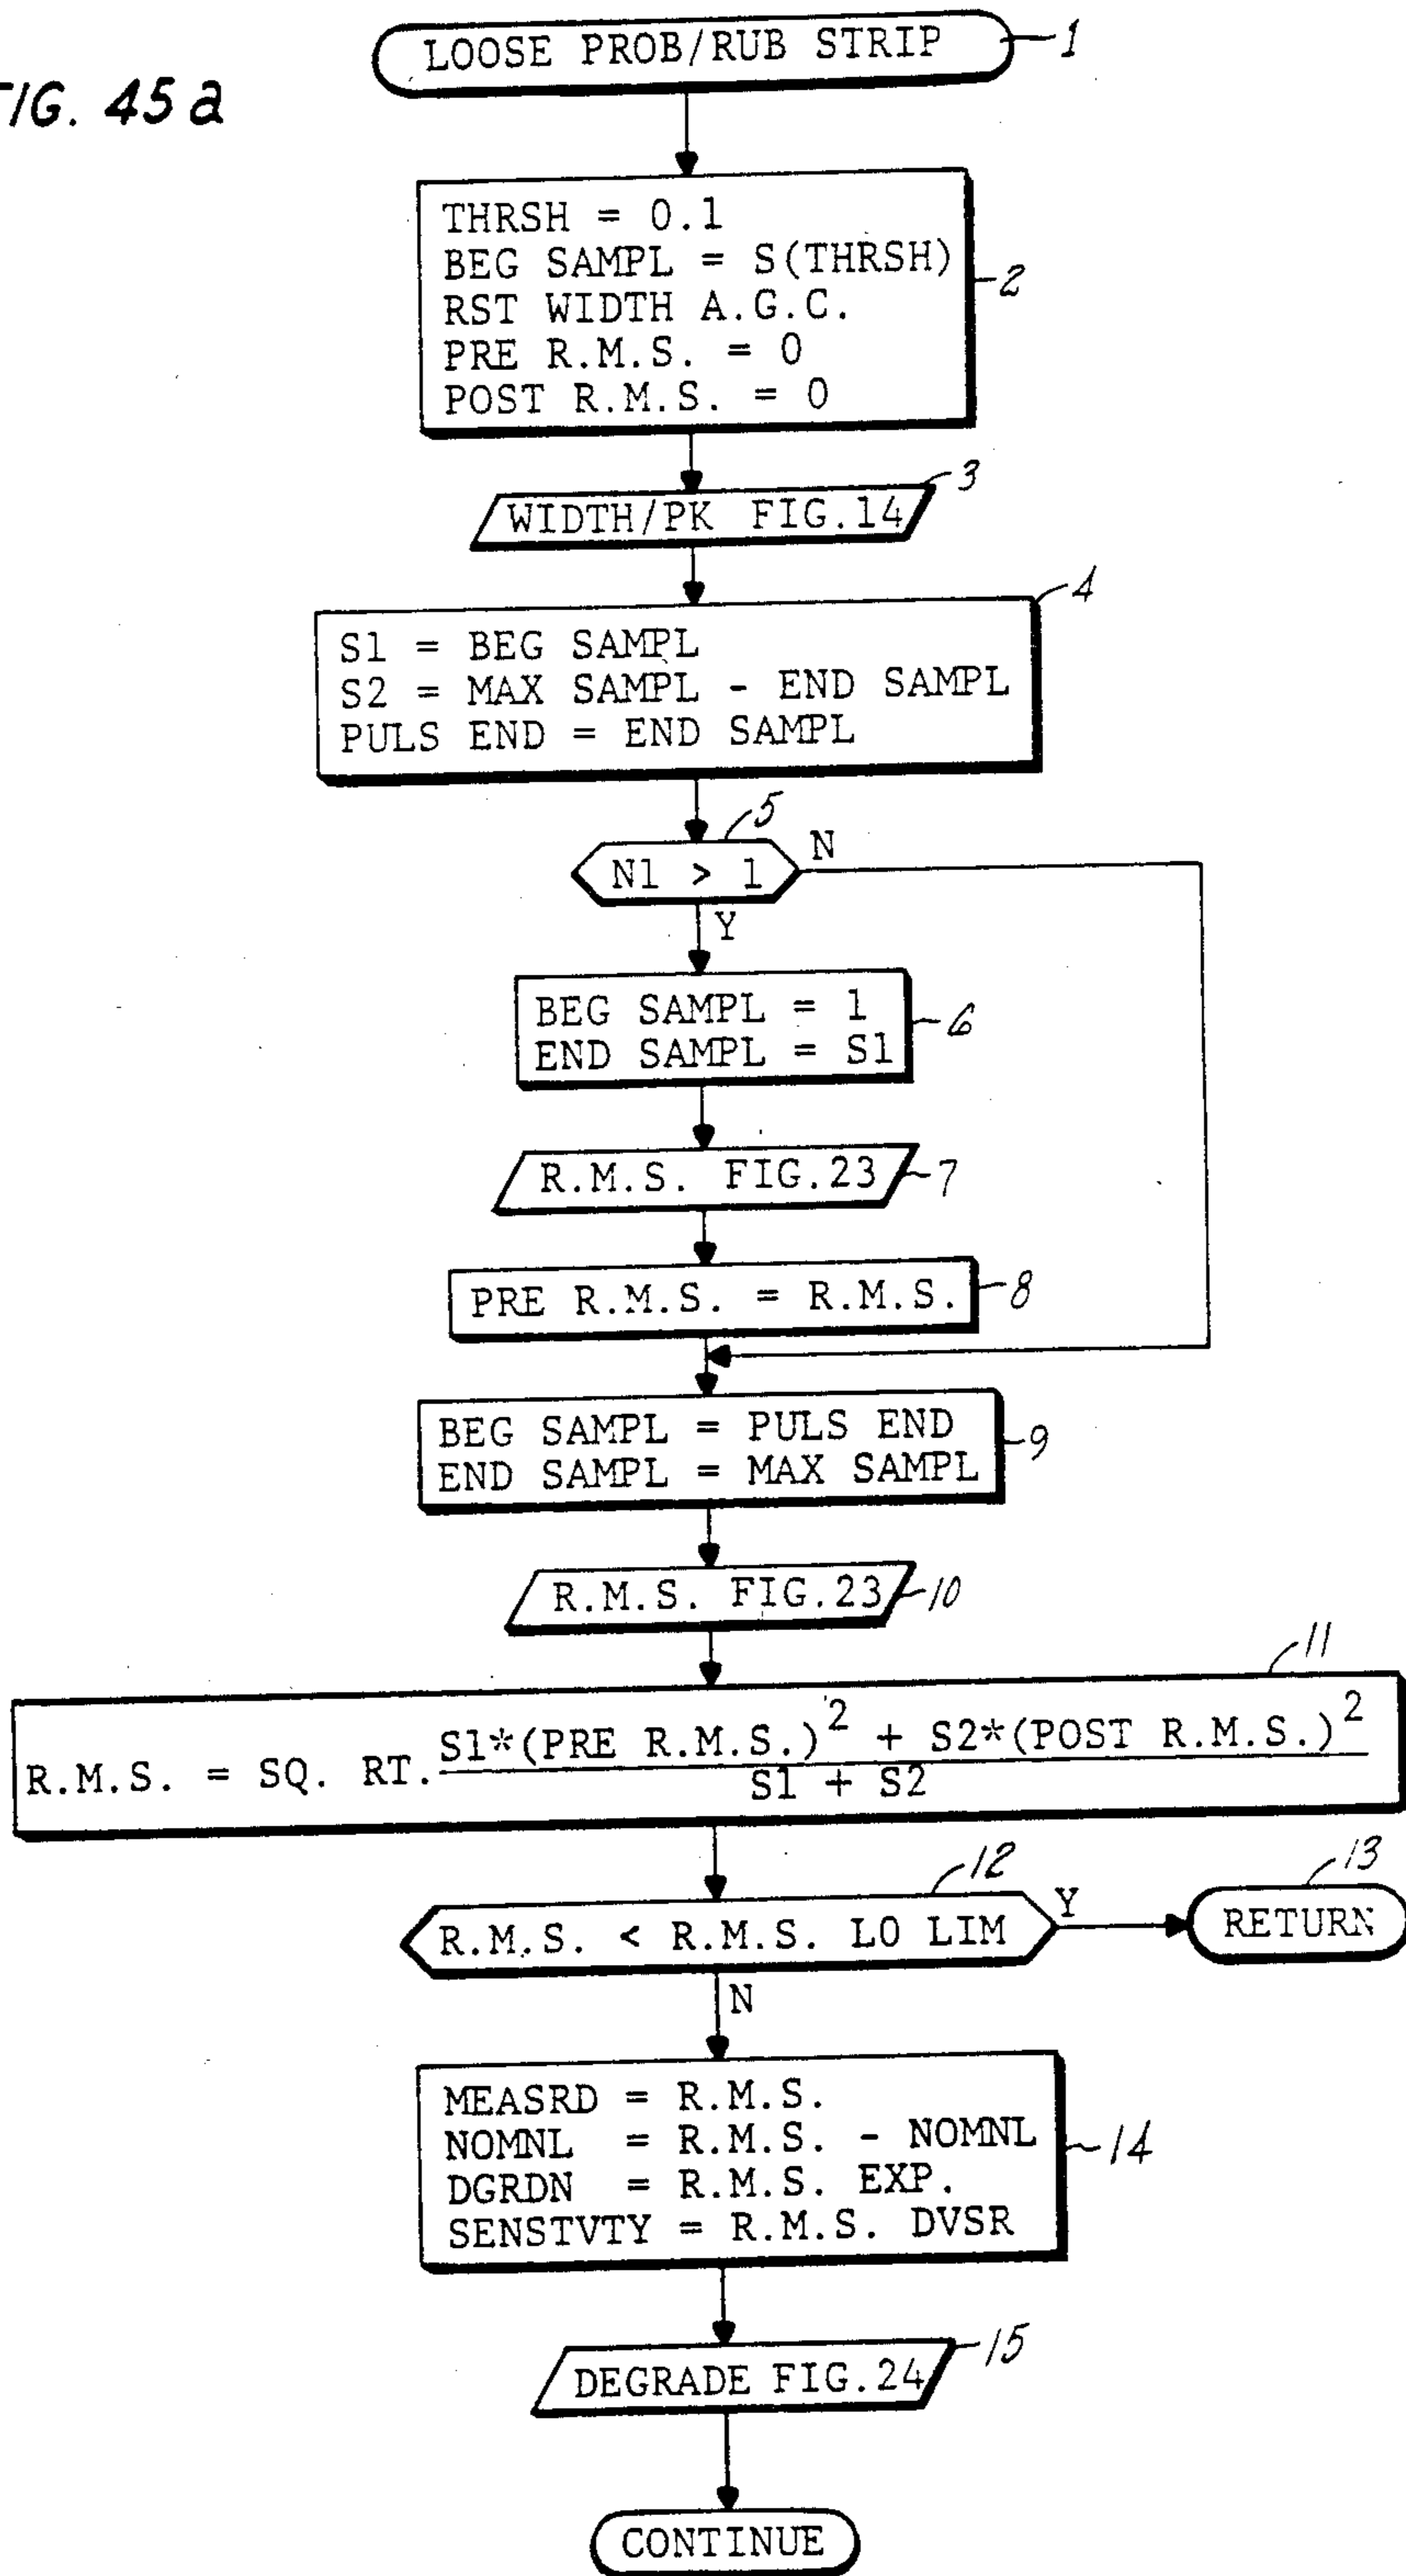 FIG. 45a
LOOSE PROB/RUB STRIP
1
THRSH = 0.1
BEG SAMPL = S(THRSH)
RST WIDTH A.G.C.
PRE R.M.S. = 0
POST R.M.S. = 0
2
WIDTH/PK FIG.14
3
S1 = BEG SAMPL
S2 = MAX SAMPL - END SAMPL
PULS END = END SAMPL
4
N1 > 1
5
N
Y
BEG SAMPL = 1
END SAMPL = S1
6
R.M.S. FIG.23
7
PRE R.M.S. = R.M.S.
8
BEG SAMPL = PULS END
END SAMPL = MAX SAMPL
9
R.M.S. FIG.23
10
11
R.M.S. = SQ. RT. S1*(PRE R.M.S.)² + S2*(POST R.M.S.)²
S1 + S2
12
R.M.S. < R.M.S. LO LIM
Y
13
RETURN
N
MEASRD = R.M.S.
NOMNL = R.M.S. - NOMNL
DGRDN = R.M.S. EXP.
SENSTVTY = R.M.S. DVSR
14
DEGRADE FIG.24
15
CONTINUE